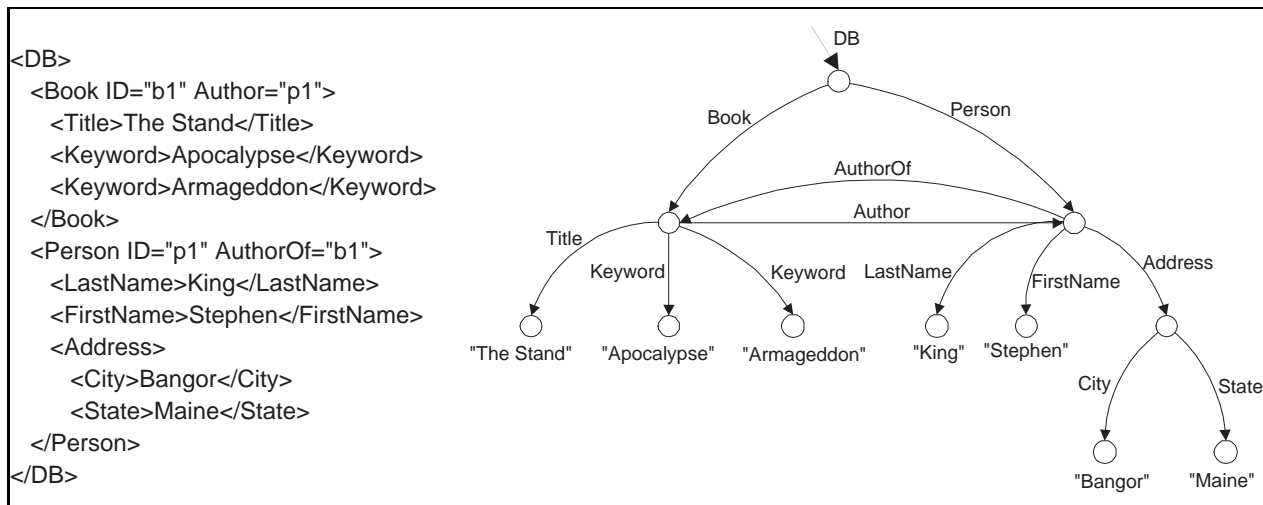 <DB>
<Book ID="b1" Author="p1">
<Title>The Stand</Title>
<Keyword>Apocalypse</Keyword>
<Keyword>Armageddon</Keyword>
</Book>
<Person ID="p1" AuthorOf="b1">
<LastName>King</LastName>
<FirstName>Stephen</FirstName>
<Address>
<City>Bangor</City>
<State>Maine</State>
</Person>
</DB>
DB
Book
Person
AuthorOf
Author
Title
Keyword
Keyword
LastName
FirstName
Address
"The Stand"
"Apocalypse"
"Armageddon"
"King"
"Stephen"
City
State
"Bangor"
"Maine"